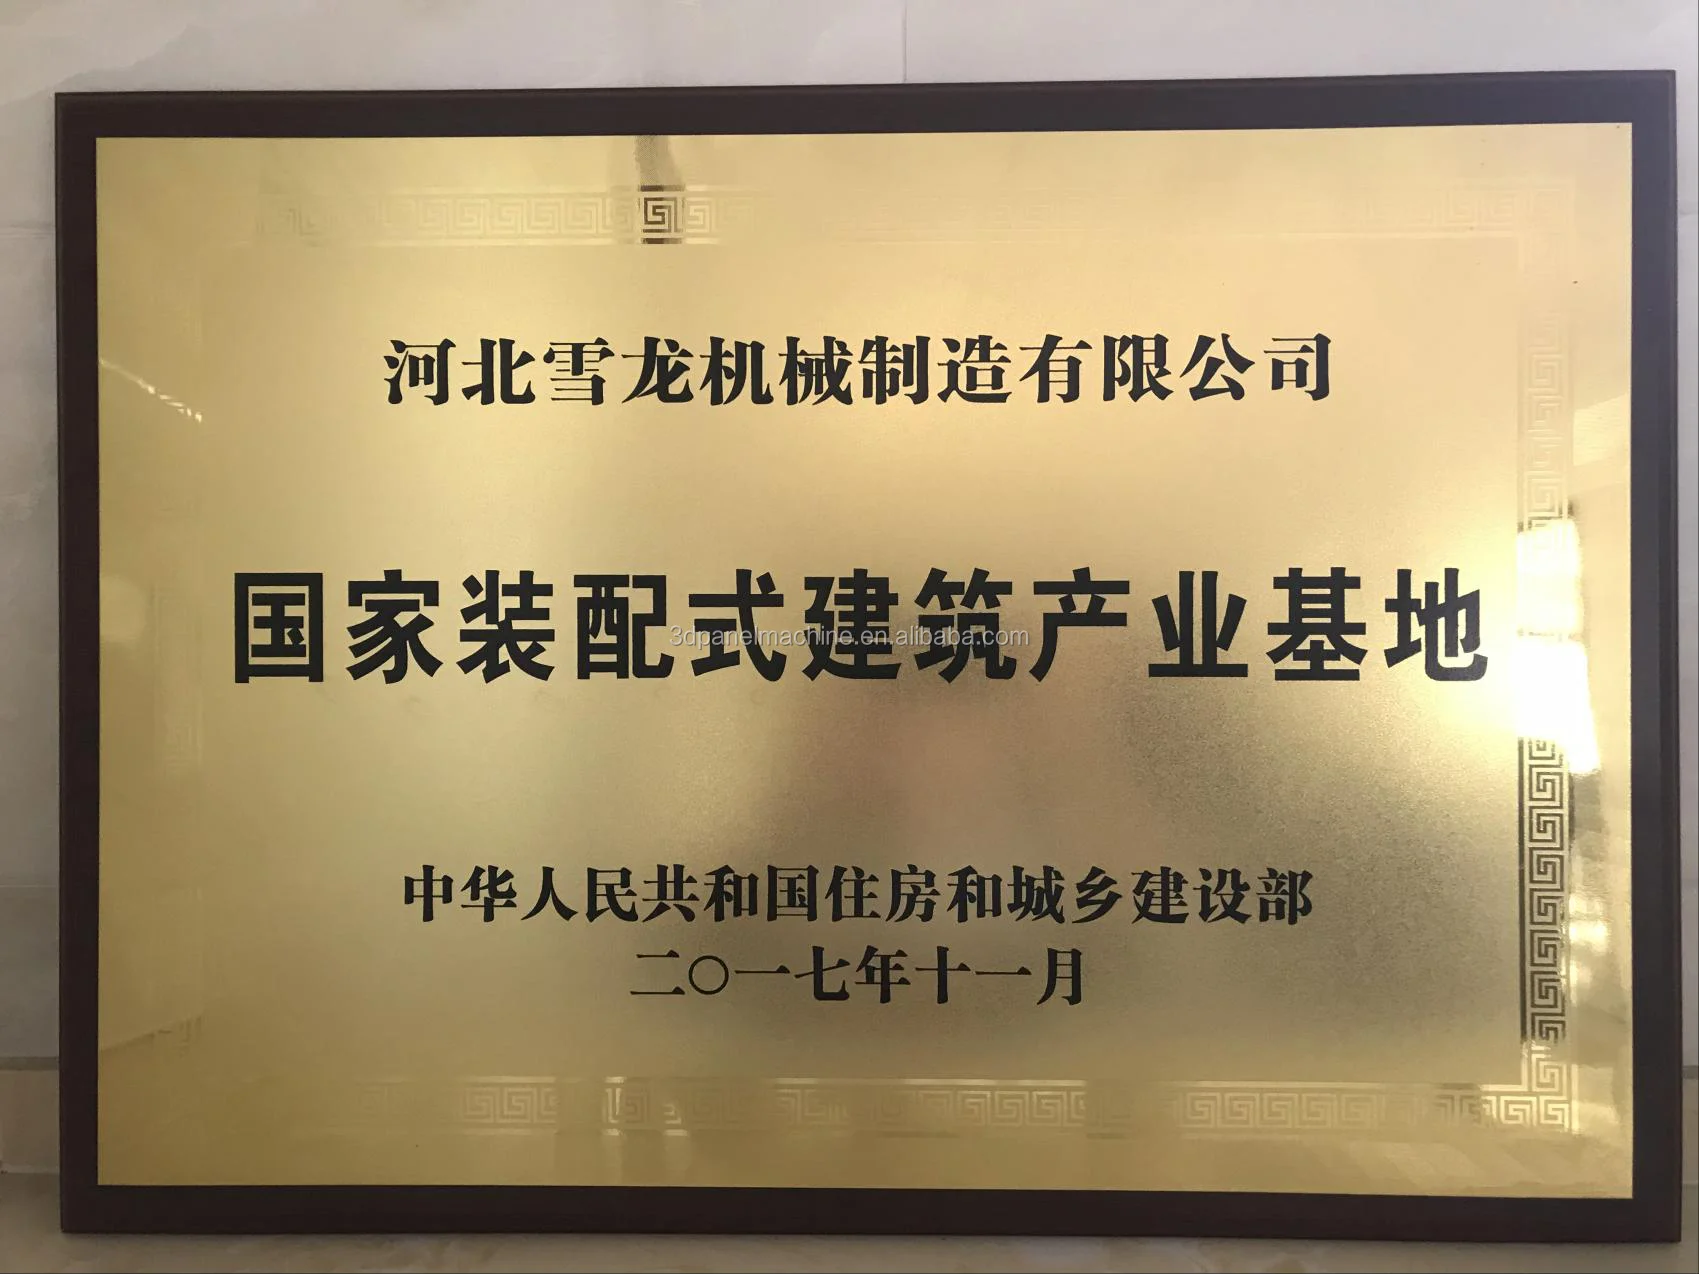 河北雪龙机械制造有限公司
国家装配式建筑产业基地
3dpanelmachine.en.alibaba.com
中华人民共和国住房和城乡建设部
二〇一七年十一月